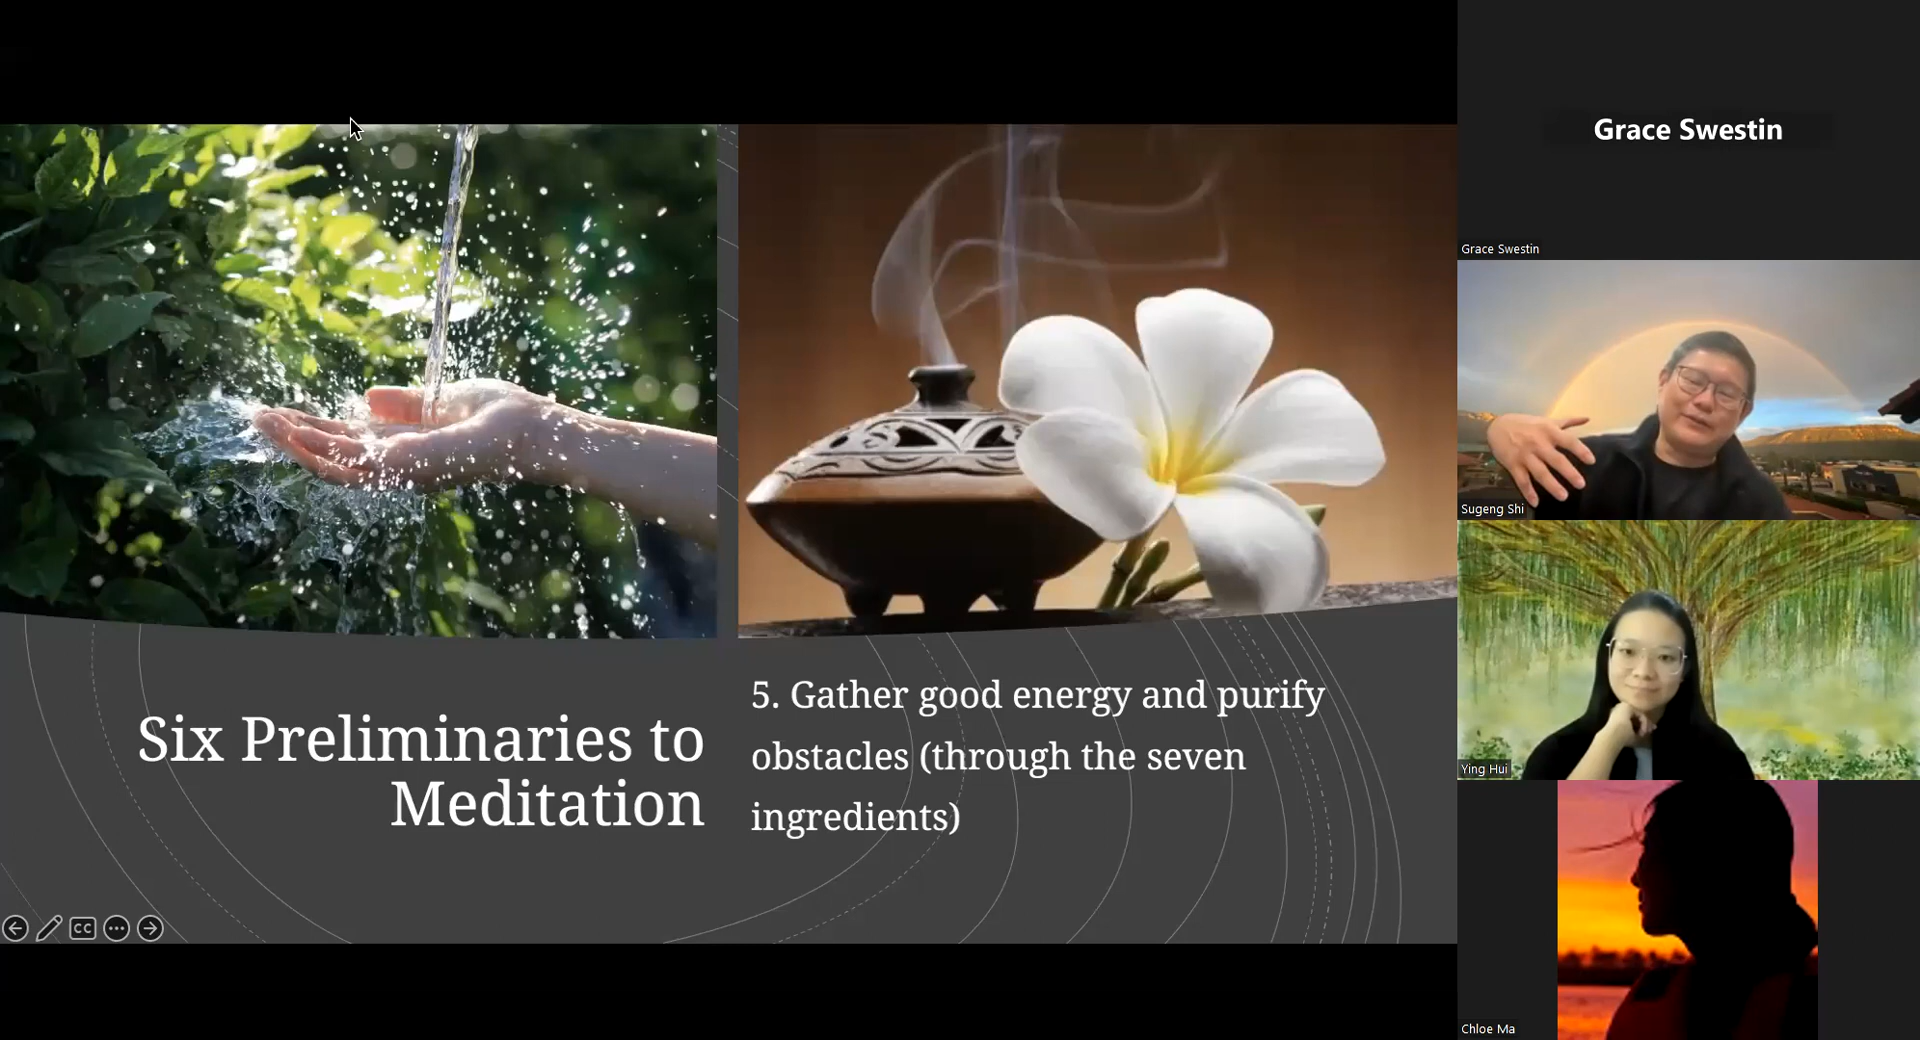 Six Preliminaries to
Meditation
5. Gather good energy and purify
obstacles (through the seven
ingredients)
CC
Grace Swestin
Grace Swestin
Sugeng Shi
Ying Hui
Chloe Ma